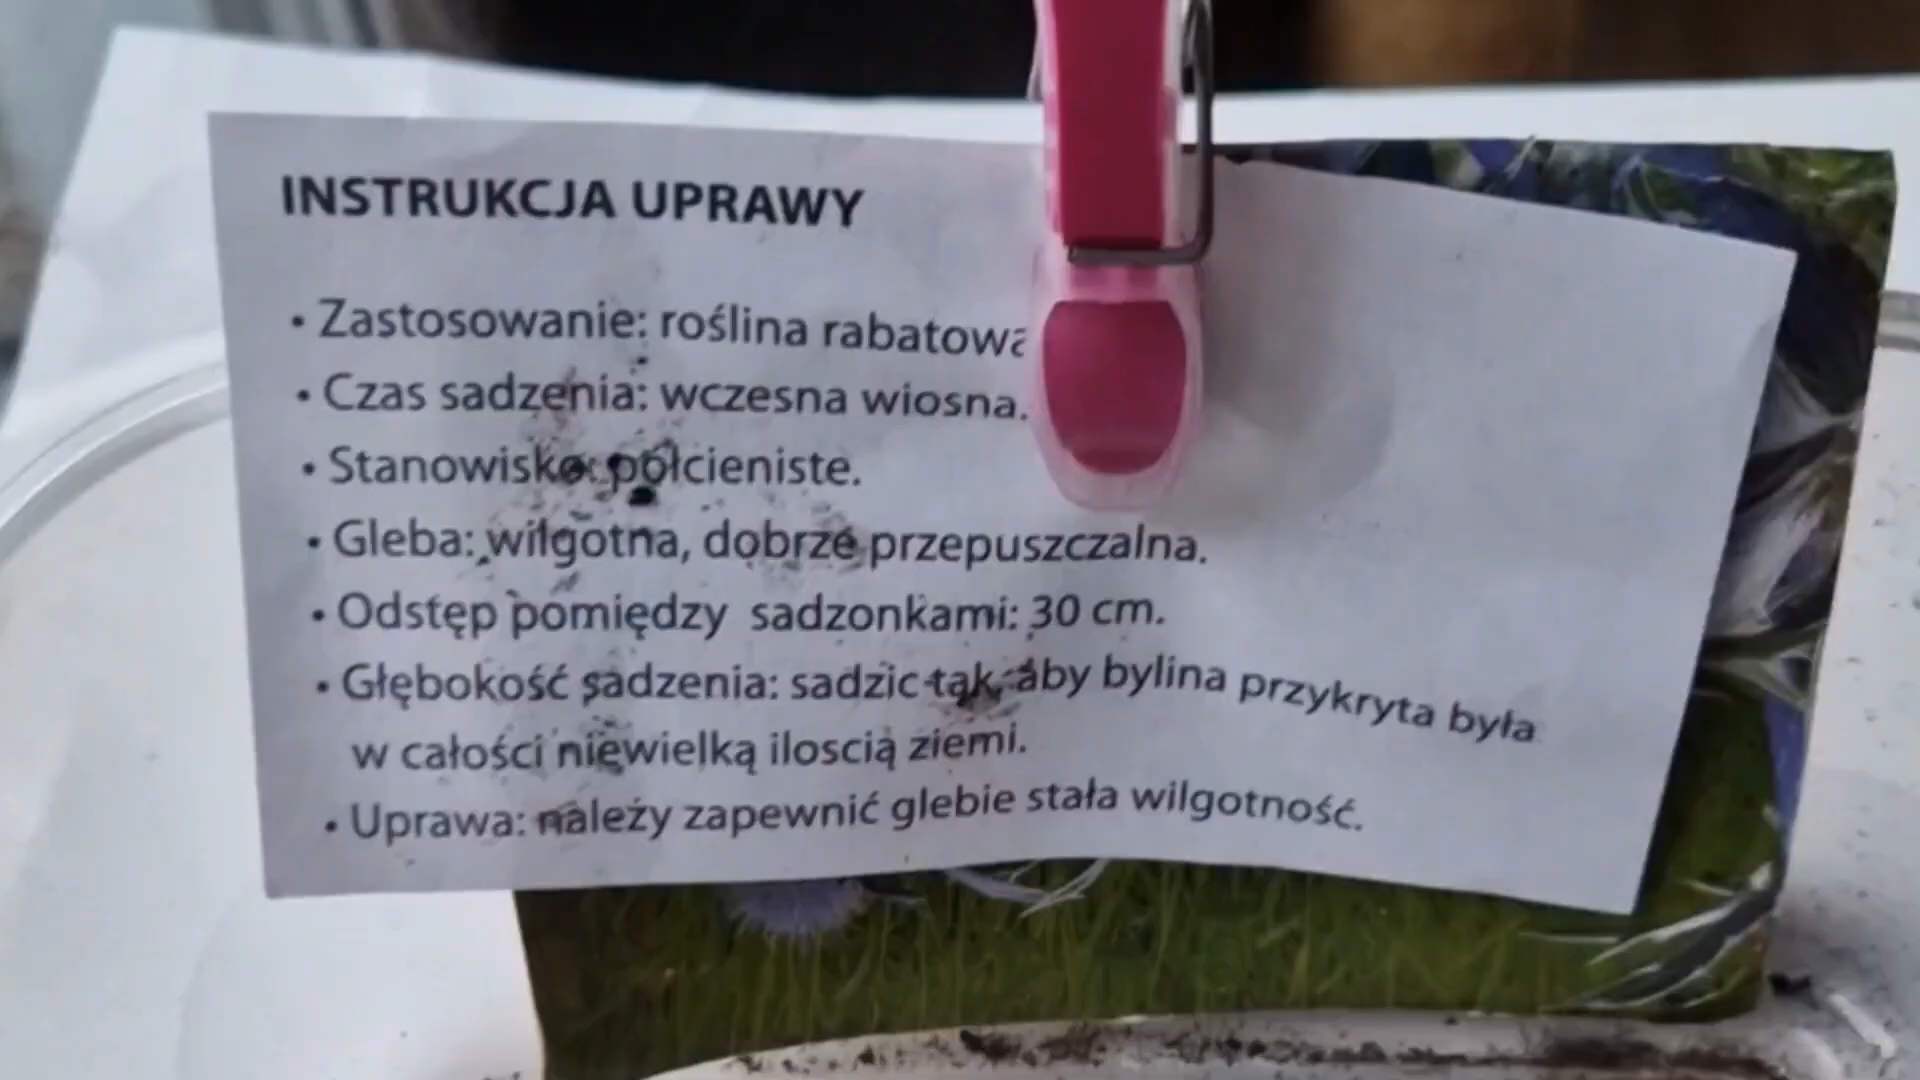 INSTRUKCJA UPRAWY
• Zastosowanie: roślina rabatowa
• Czas sadzenia: wczesna wiosna.
• Stanowisko: półcieniste.
• Gleba: wilgotna, dobrze przepuszczalna.
• Odstęp pomiędzy sadzonkami: 30 cm.
• Głębokość sadzenia: sadzic tak, aby bylina przykryta była
w całości niewielką iloscią ziemi.
• Uprawa: należy zapewnić glebie stała wilgotność.